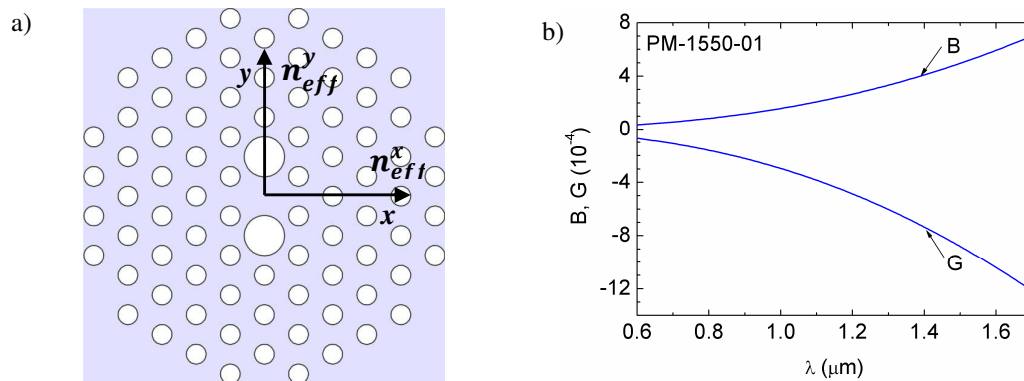 a)
y
n^y_eff
n^x_eff
x
b)
PM-1550-01
B
G
8
4
0
-4
-8
-12
B, G (10^-4)
0.6 0.8 1.0 1.2 1.4 1.6
λ (μm)